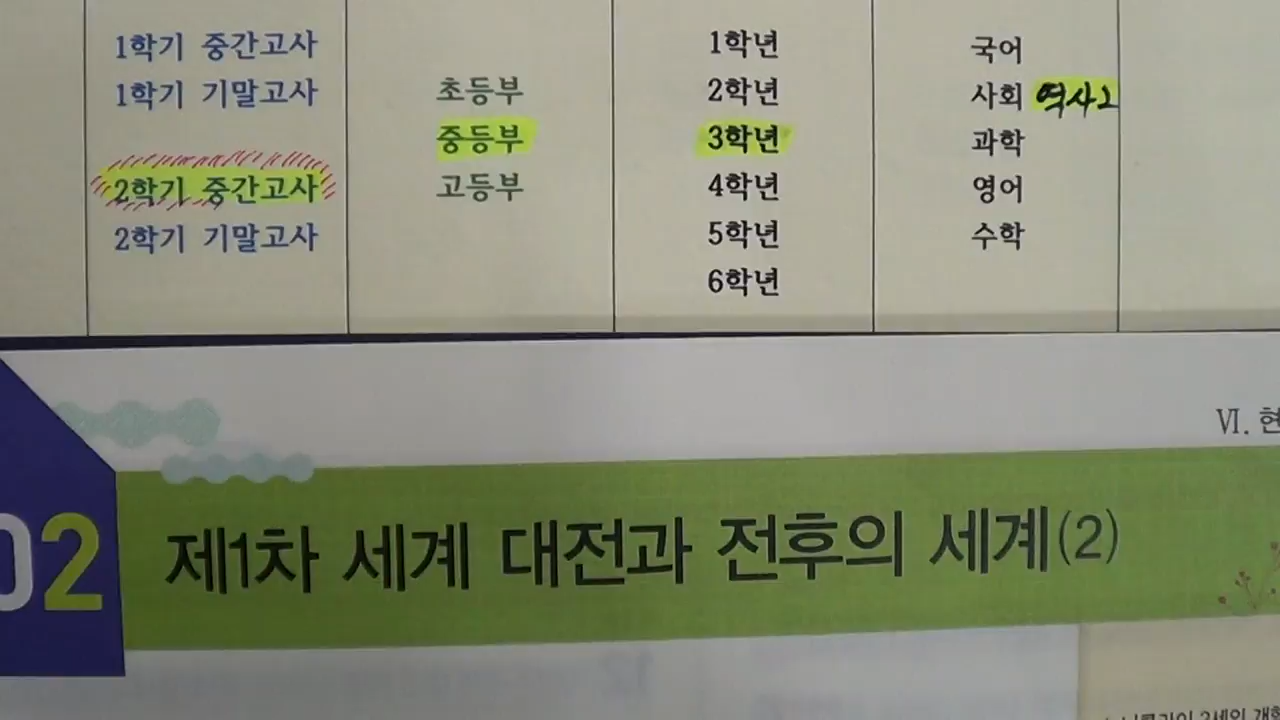 1학기 중간고사
1학기 기말고사
2학기 중간고사
2학기 기말고사
초등부
중등부
고등부
1학년
2학년
3학년
4학년
5학년
6학년
국어
사회 역사2
과학
영어
수학
VI. 현
02
제1차 세계 대전과 전후의 세계(2)